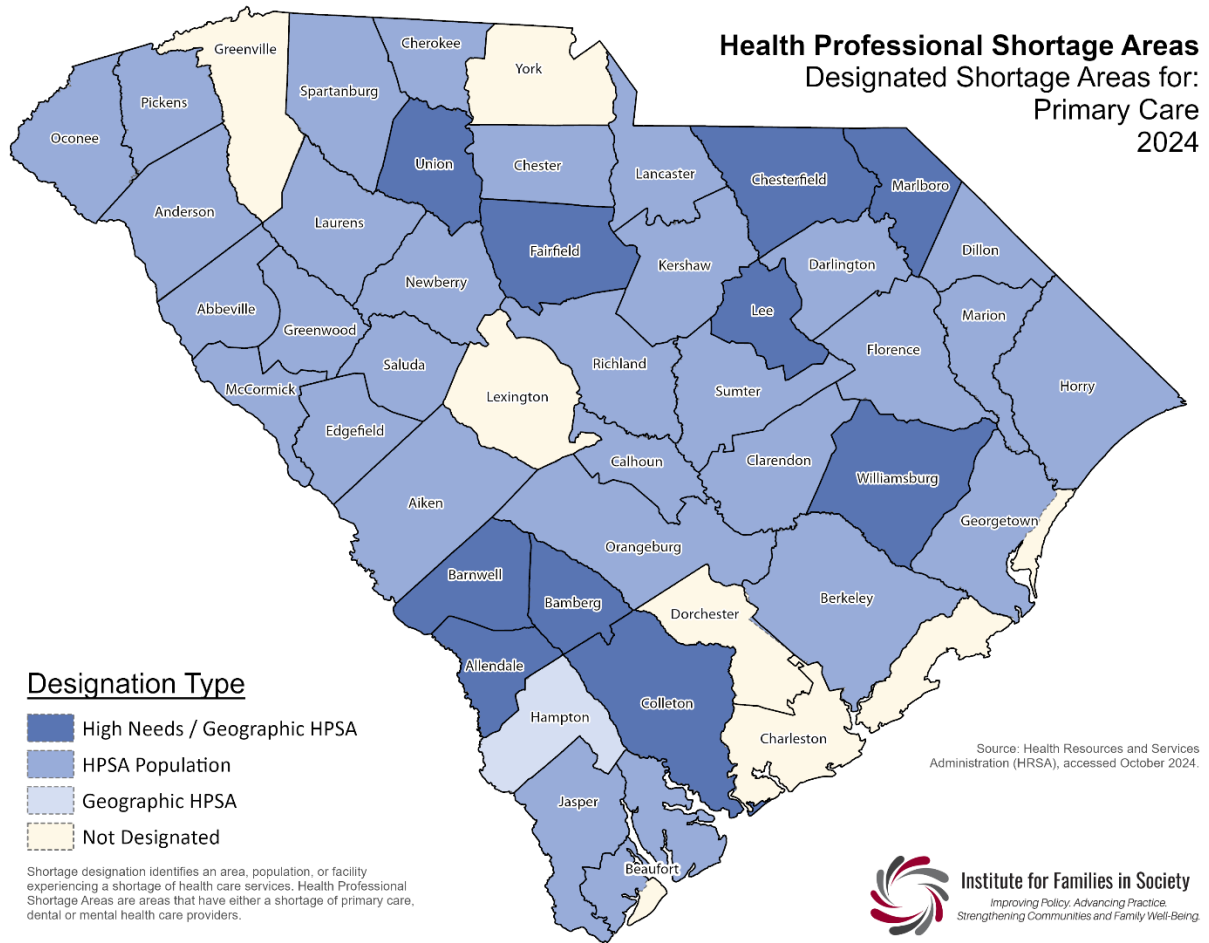 Health Professional Shortage Areas
Designated Shortage Areas for:
Primary Care
2024
Greenville
Cherokee
York
Spartanburg
Pickens
Oconee
Union
Chester
Lancaster
Chesterfield
Marlboro
Anderson
Laurens
Fairfield
Kershaw
Darlington
Dillon
Newberry
Abbeville
Greenwood
Lee
Marion
Saluda
Richland
Florence
McCormick
Lexington
Sumter
Horry
Edgefield
Calhoun
Clarendon
Williamsburg
Aiken
Georgetown
Orangeburg
Barnwell
Bamberg
Dorchester
Berkeley
Allendale
Colleton
Hampton
Charleston
Jasper
Beaufort
Designation Type
High Needs / Geographic HPSA
HPSA Population
Geographic HPSA
Not Designated
Shortage designation identifies an area, population, or facility
experiencing a shortage of health care services. Health Professional
Shortage Areas are areas that have either a shortage of primary care,
dental or mental health care providers.
Source: Health Resources and Services
Administration (HRSA), accessed October 2024.
Institute for Families in Society
Improving Policy. Advancing Practice.
Strengthening Communities and Family Well-Being.